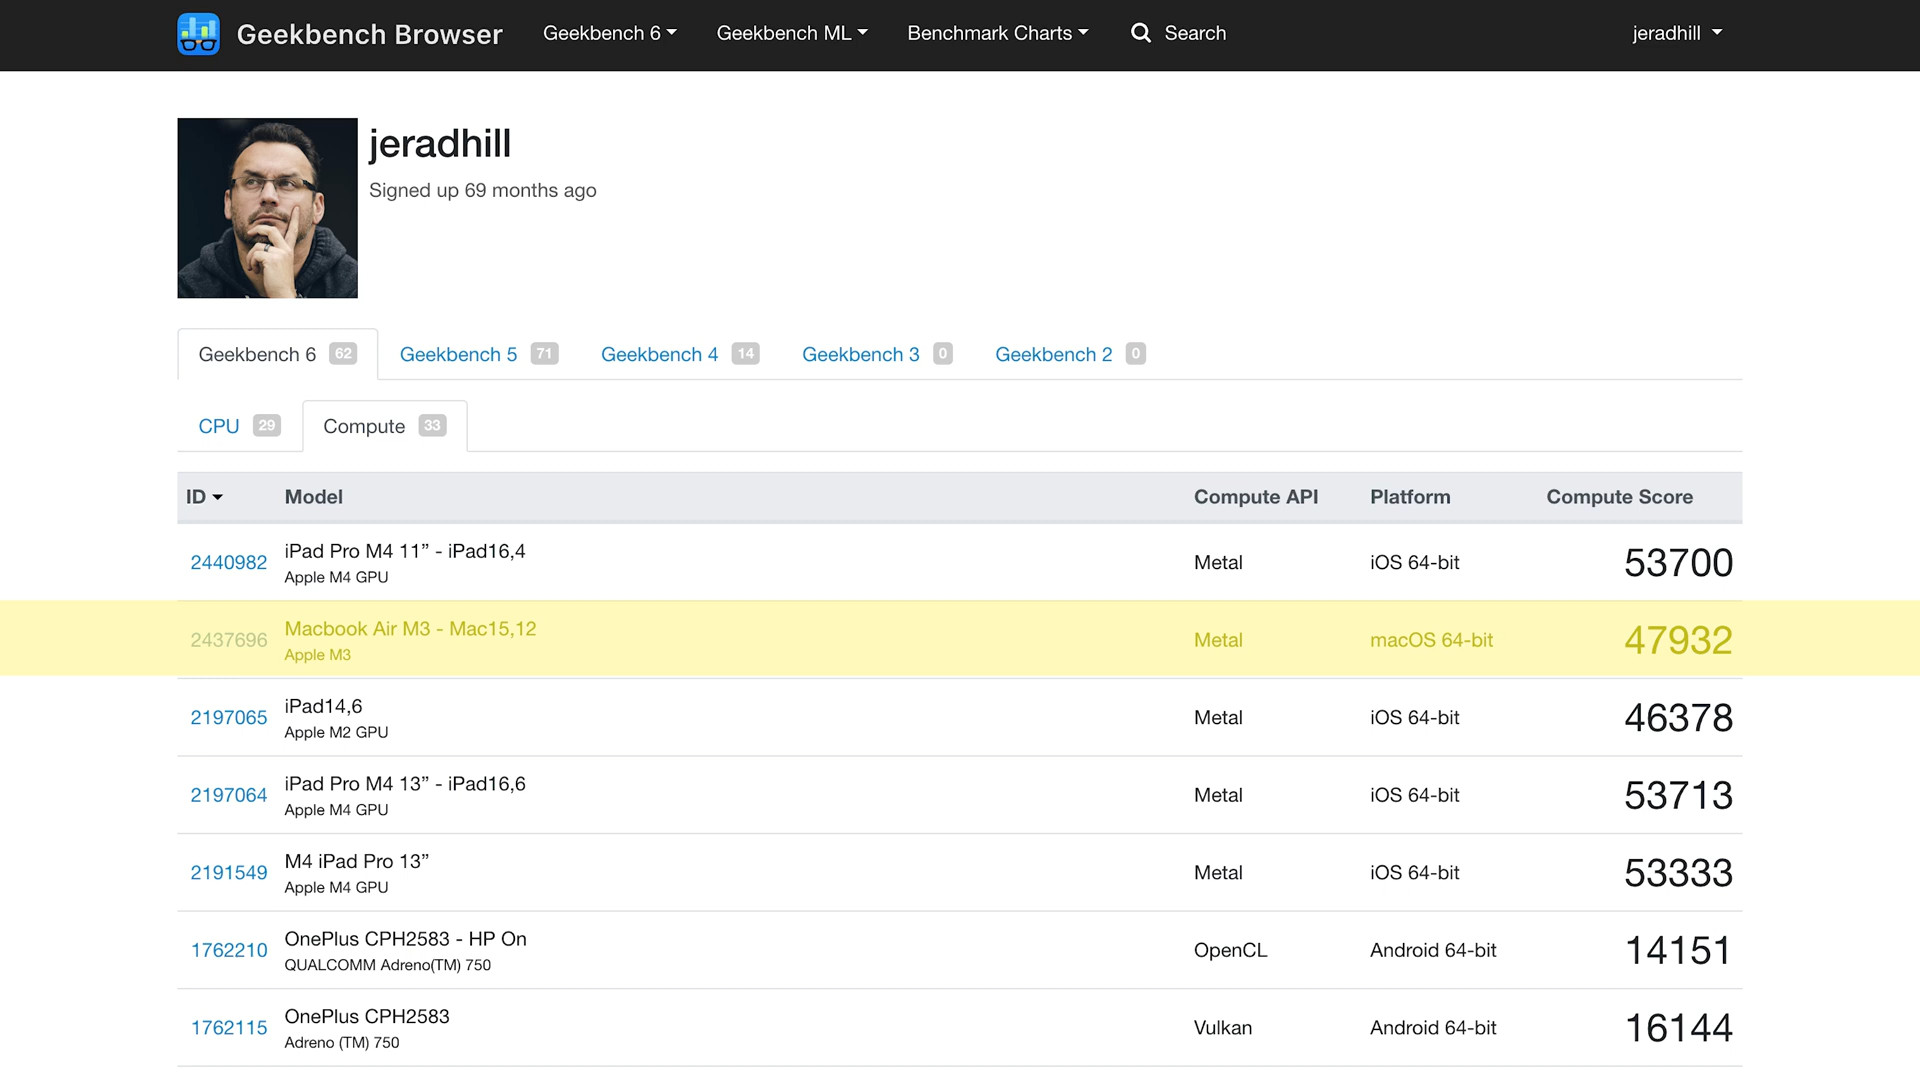 Geekbench Browser Geekbench 6 Geekbench ML Benchmark Charts Search jeradhill
jeradhill
Signed up 69 months ago
Geekbench 6 62 Geekbench 5 71 Geekbench 4 14 Geekbench 3 0 Geekbench 2 0
CPU 29 Compute 33
ID Model Compute API Platform Compute Score
2440982 iPad Pro M4 11” - iPad16,4 Metal iOS 64-bit 53700
Apple M4 GPU
2437696 Macbook Air M3 - Mac15,12 Metal macOS 64-bit 47932
Apple M3
2197065 iPad14,6 Metal iOS 64-bit 46378
Apple M2 GPU
2197064 iPad Pro M4 13” - iPad16,6 Metal iOS 64-bit 53713
Apple M4 GPU
2191549 M4 iPad Pro 13” Metal iOS 64-bit 53333
Apple M4 GPU
1762210 OnePlus CPH2583 - HP On OpenCL Android 64-bit 14151
QUALCOMM Adreno(TM) 750
1762115 OnePlus CPH2583 Vulkan Android 64-bit 16144
Adreno (TM) 750